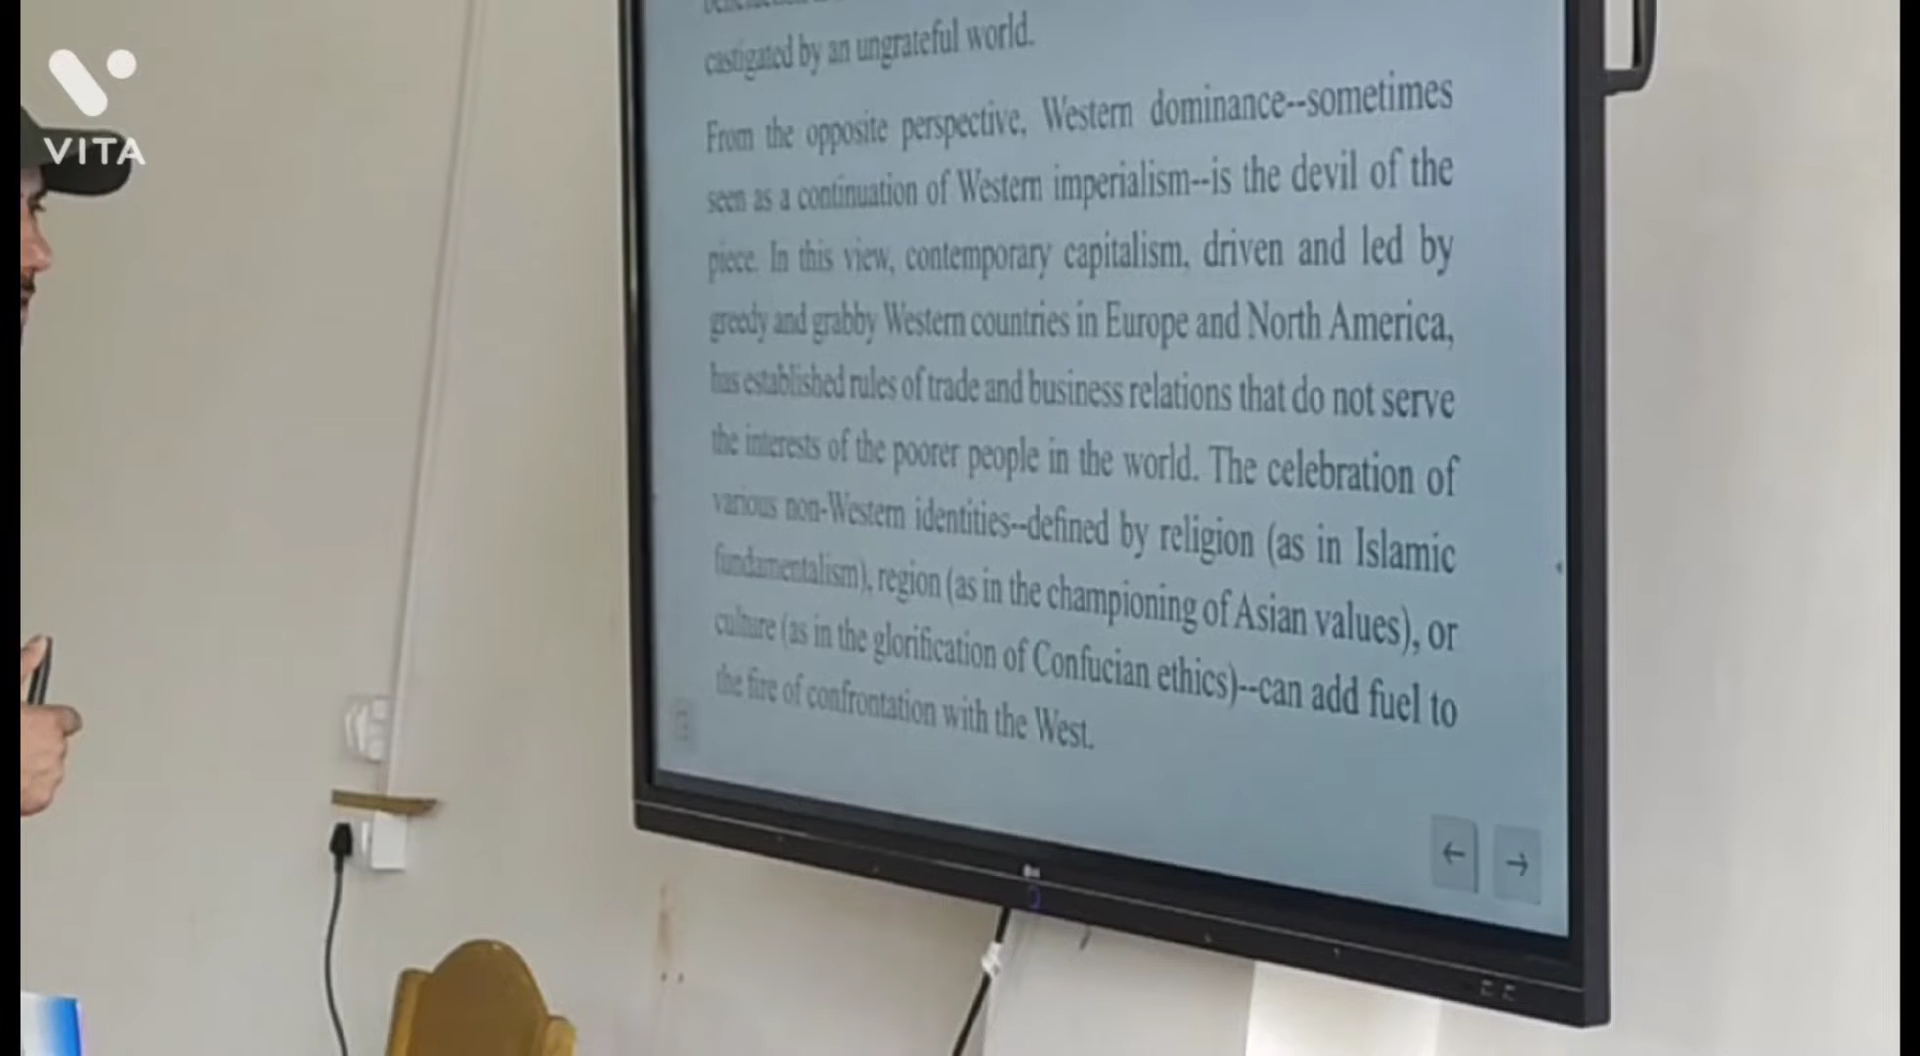 VITA
castigated by an ungrateful world.
From the opposite perspective, Western dominance--sometimes
seen as a continuation of Western imperialism--is the devil of the
piece. In this view, contemporary capitalism, driven and led by
greedy and grabby Western countries in Europe and North America,
has established rules of trade and business relations that do not serve
the interests of the poorer people in the world. The celebration of
various non-Western identities--defined by religion (as in Islamic
fundamentalism), region (as in the championing of Asian values), or
culture (as in the glorification of Confucian ethics)--can add fuel to
the fire of confrontation with the West.